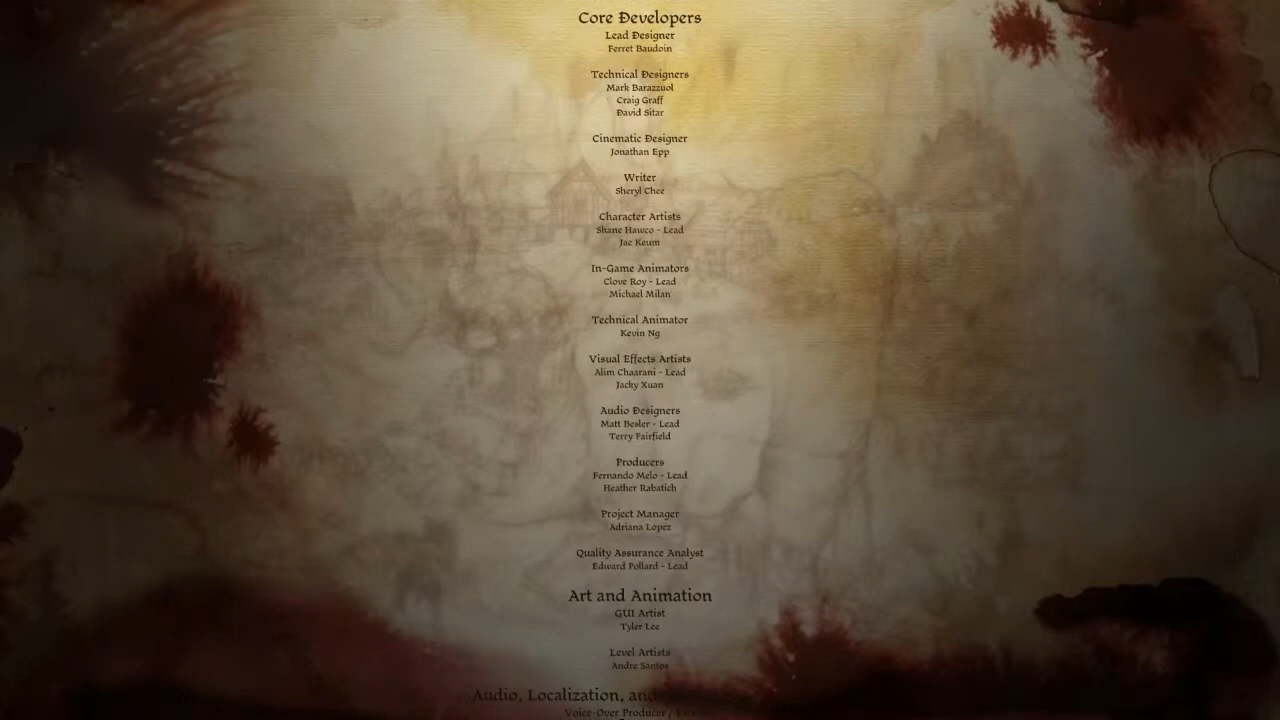 Core Developers
Lead Designer
Ferret Baudoin
Technical Designers
Mark Barazzuol
Craig Graff
David Sitar
Cinematic Designer
Jonathan Epp
Writer
Sheryl Chee
Character Artists
Shane Hawco - Lead
Jae Keum
In-Game Animators
Clove Roy - Lead
Michael Milan
Technical Animator
Kevin Ng
Visual Effects Artists
Alim Chaarani - Lead
Jacky Xuan
Audio Designers
Matt Besler - Lead
Terry Fairfield
Producers
Fernando Melo - Lead
Heather Rabatich
Project Manager
Adriana Lopez
Quality Assurance Analyst
Edward Pollard - Lead
Art and Animation
GUI Artist
Tyler Lee
Level Artists
Andre Santos
Audio, Localization, and
Voice-Over Producer /